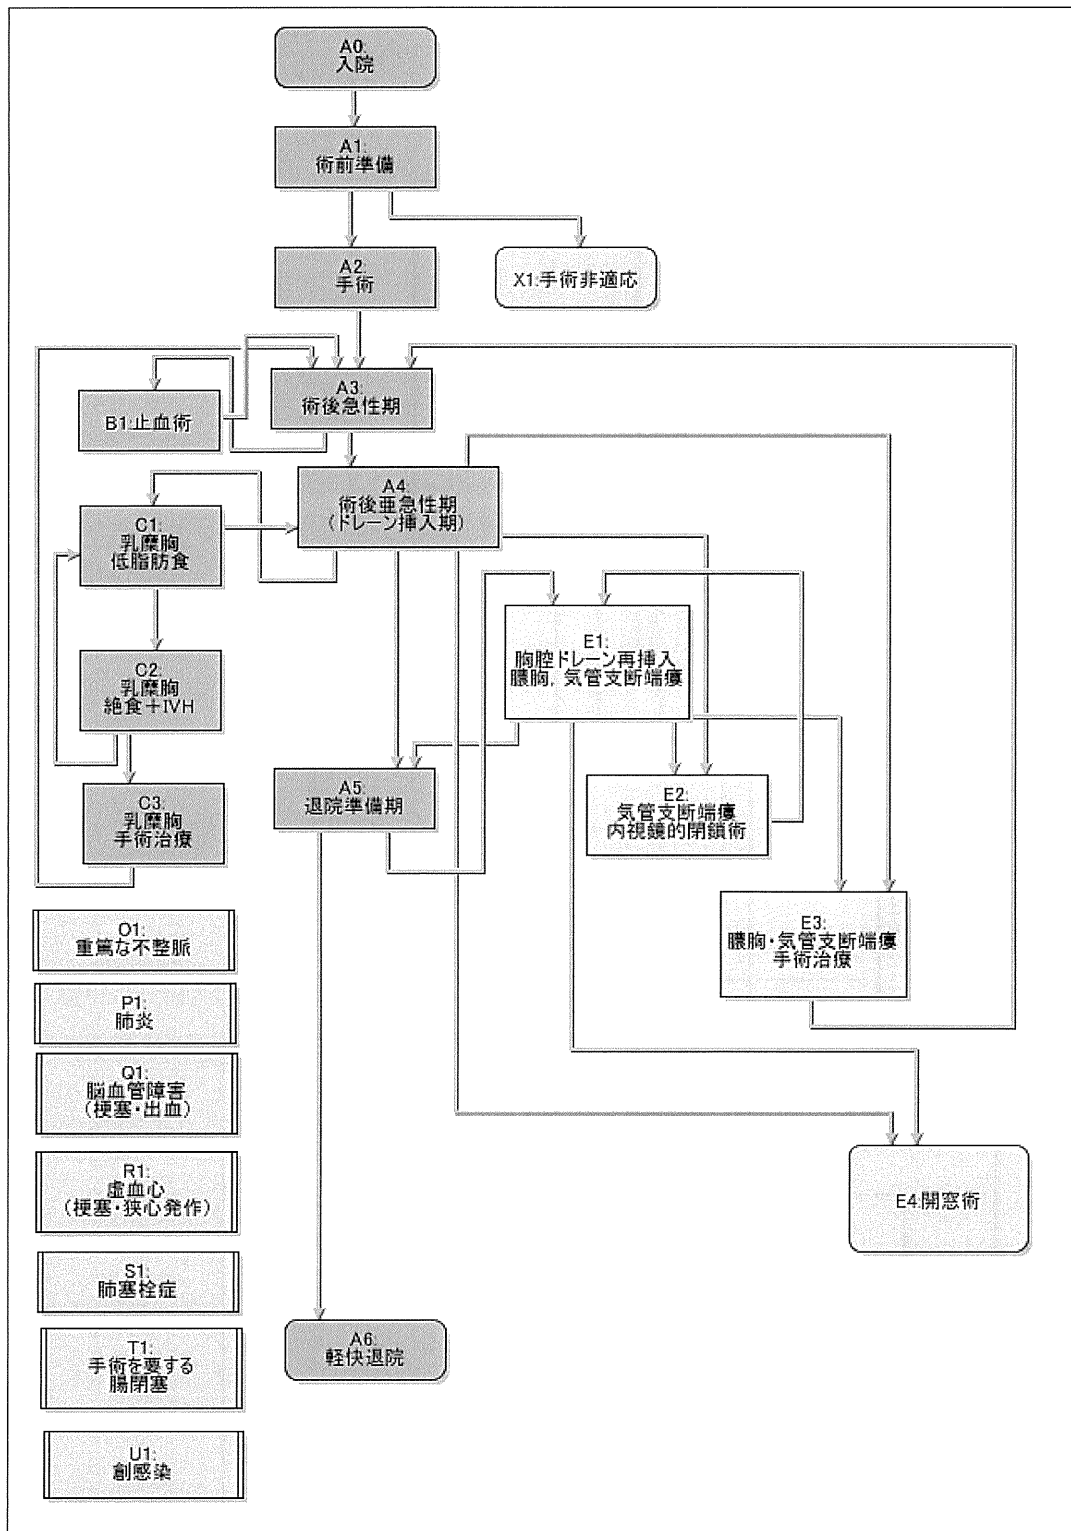 A0:
入院
A1:
術前準備
A2:
手術
X1:手術非適応
A3:
術後急性期
B1:止血術
A4:
術後亜急性期
（ドレーン挿入期）
C1:
乳糜胸
低脂肪食
E1:
胸腔ドレーン再挿入
膿胸，気管支断端瘻
C2:
乳糜胸
絶食＋IVH
A5:
退院準備期
E2:
気管支断端瘻
内視鏡的閉鎖術
C3:
乳糜胸
手術治療
E3:
膿胸・気管支断端瘻
手術治療
O1:
重篤な不整脈
P1:
肺炎
Q1:
脳血管障害
（梗塞・出血）
R1:
虚血心
（梗塞・狭心発作）
E4:開窓術
S1:
肺塞栓症
A6:
軽快退院
T1:
手術を要する
腸閉塞
U1:
創感染